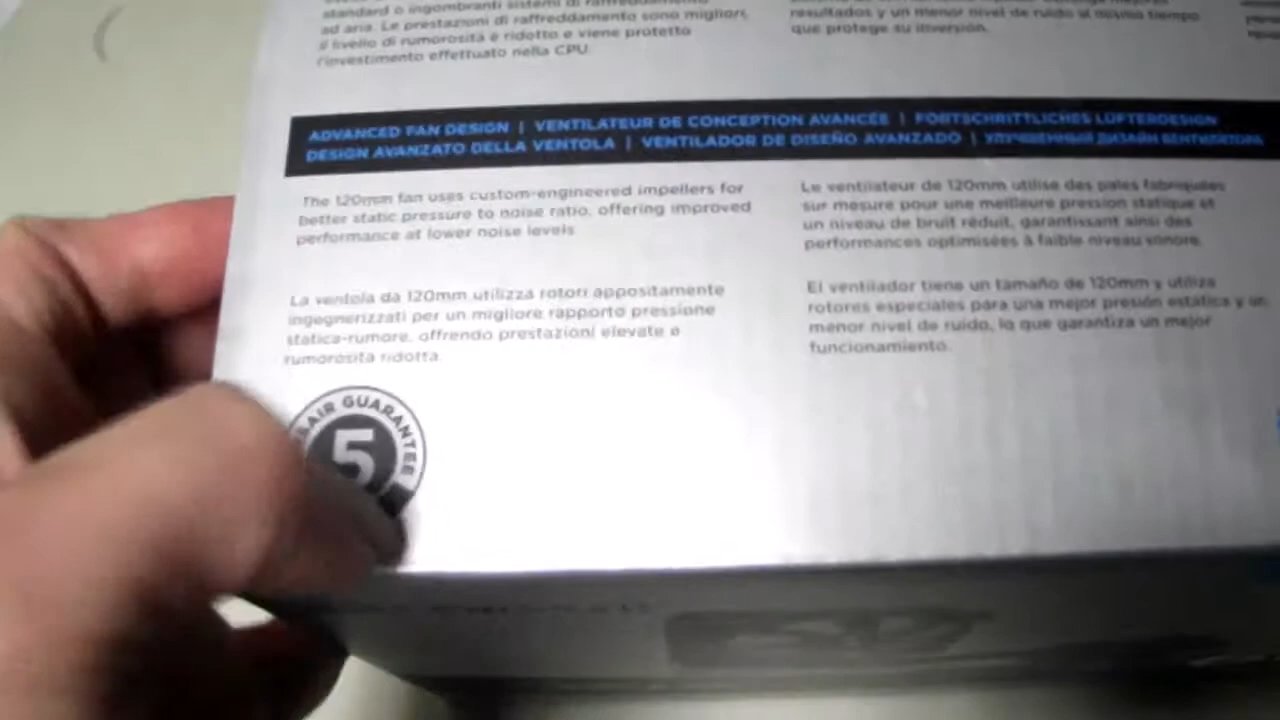 standard o ingombranti sistemi di raffreddamento
ad aria. Le prestazioni di raffreddamento sono migliori,
il livello di rumorosità è ridotto e viene protetto
l'investimento effettuato nella CPU.
resultados y un menor nivel de ruido al mismo tiempo
que protege su inversión.
ADVANCED FAN DESIGN | VENTILATEUR DE CONCEPTION AVANCÉE | FORTSCHRITTLICHES LÜFTERDESIGN
DESIGN AVANZATO DELLA VENTOLA | VENTILADOR DE DISEÑO AVANZADO | УЛУЧШЕННЫЙ ДИЗАЙН ВЕНТИЛЯТОРА
The 120mm fan uses custom-engineered impellers for
better static pressure to noise ratio, offering improved
performance at lower noise levels
La ventola da 120mm utilizza rotori appositamente
ingegnerizzati per un migliore rapporto pressione
statica-rumore, offrendo prestazioni elevate e
rumorosità ridotta.
Le ventilateur de 120mm utilise des pales fabriquées
sur mesure pour une meilleure pression statique et
un niveau de bruit réduit, garantissant ainsi des
performances optimisées à faible niveau sonore.
El ventilador tiene un tamaño de 120mm y utiliza
rotores especiales para una mejor presión estática y un
menor nivel de ruido, lo que garantiza un mejor
funcionamiento.
GUARANTEE
5